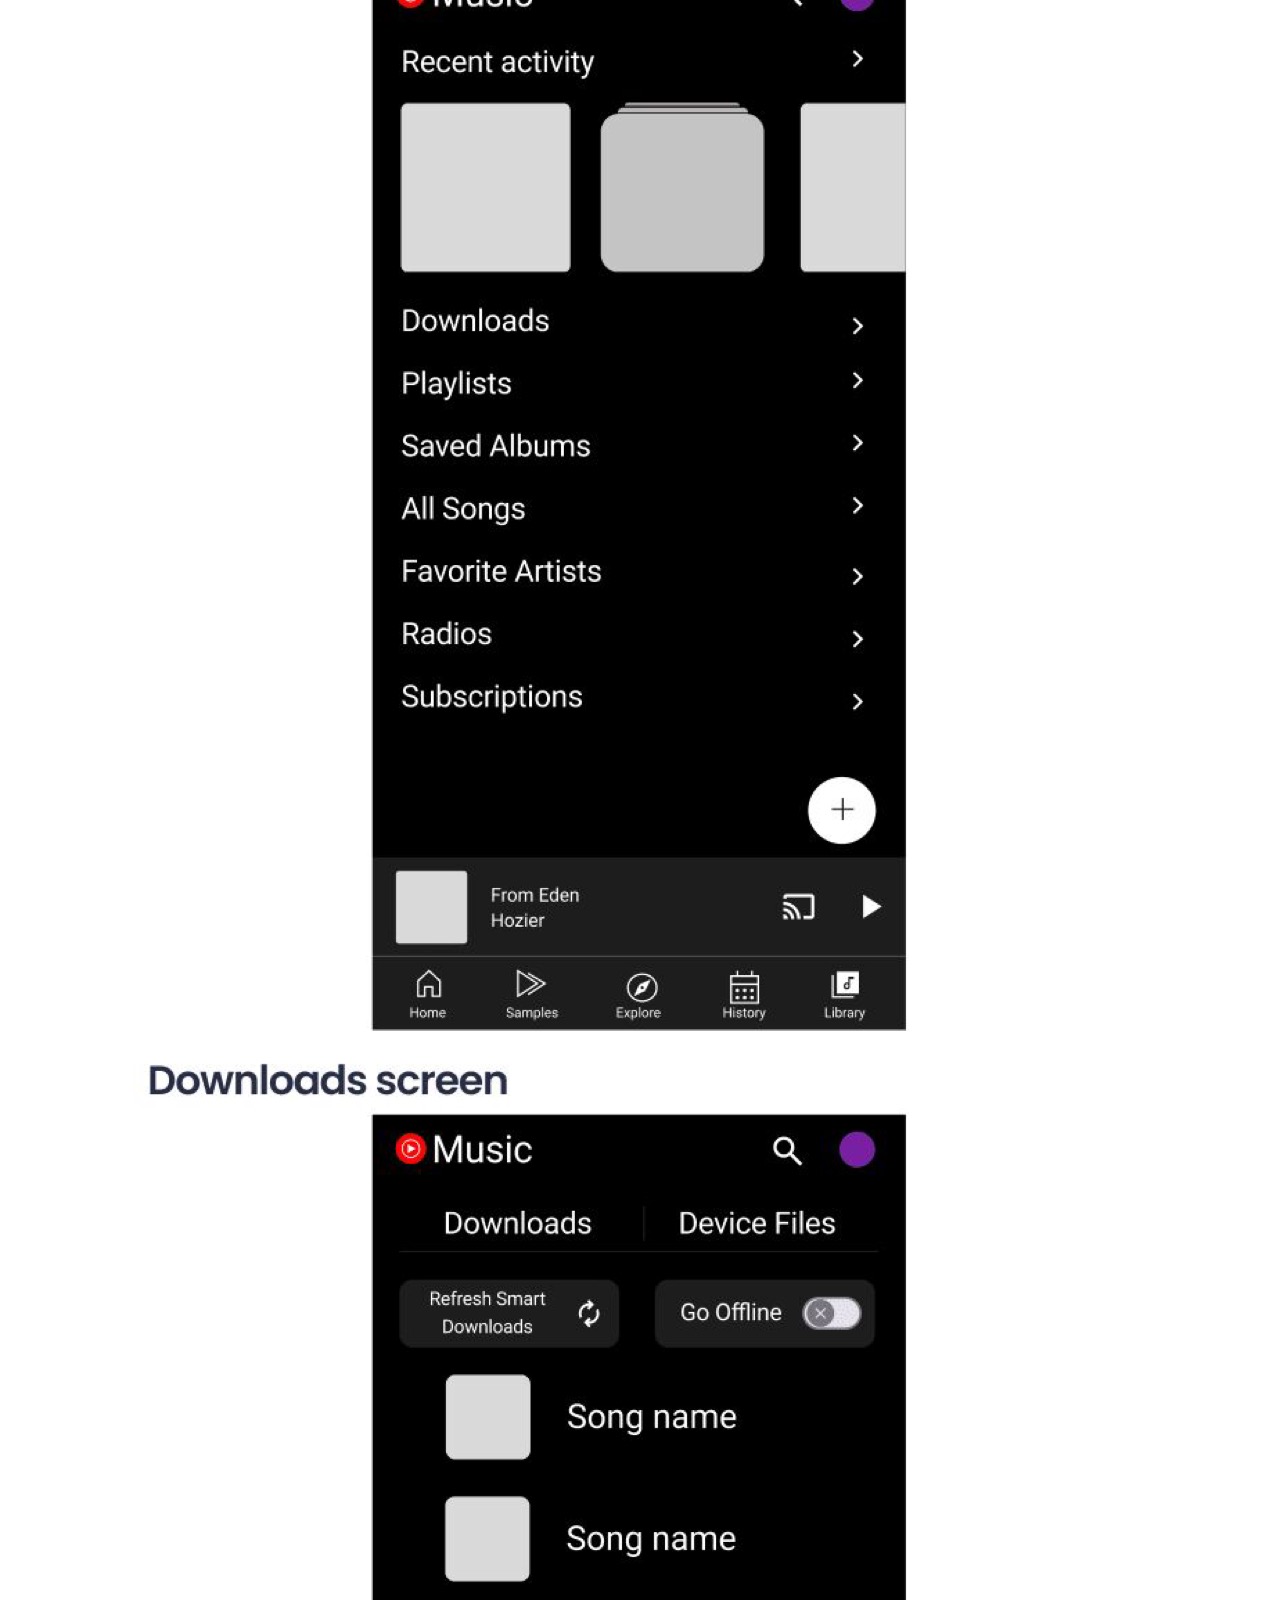 Music
Recent activity
Downloads
Playlists
Saved Albums
All Songs
Favorite Artists
Radios
Subscriptions
From Eden
Hozier
Home Samples Explore History Library
Downloads screen
Music
Downloads Device Files
Refresh Smart
Downloads
Go Offline
Song name
Song name